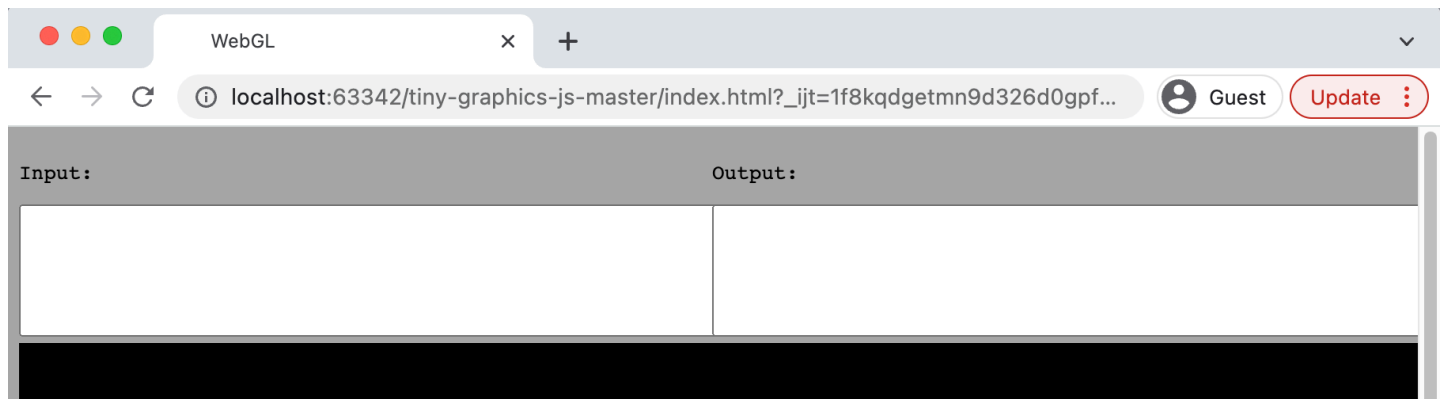 WebGL
localhost:63342/tiny-graphics-js-master/index.html?_ijt=1f8kqdgetmn9d326d0gpf... Guest Update
Input: Output: